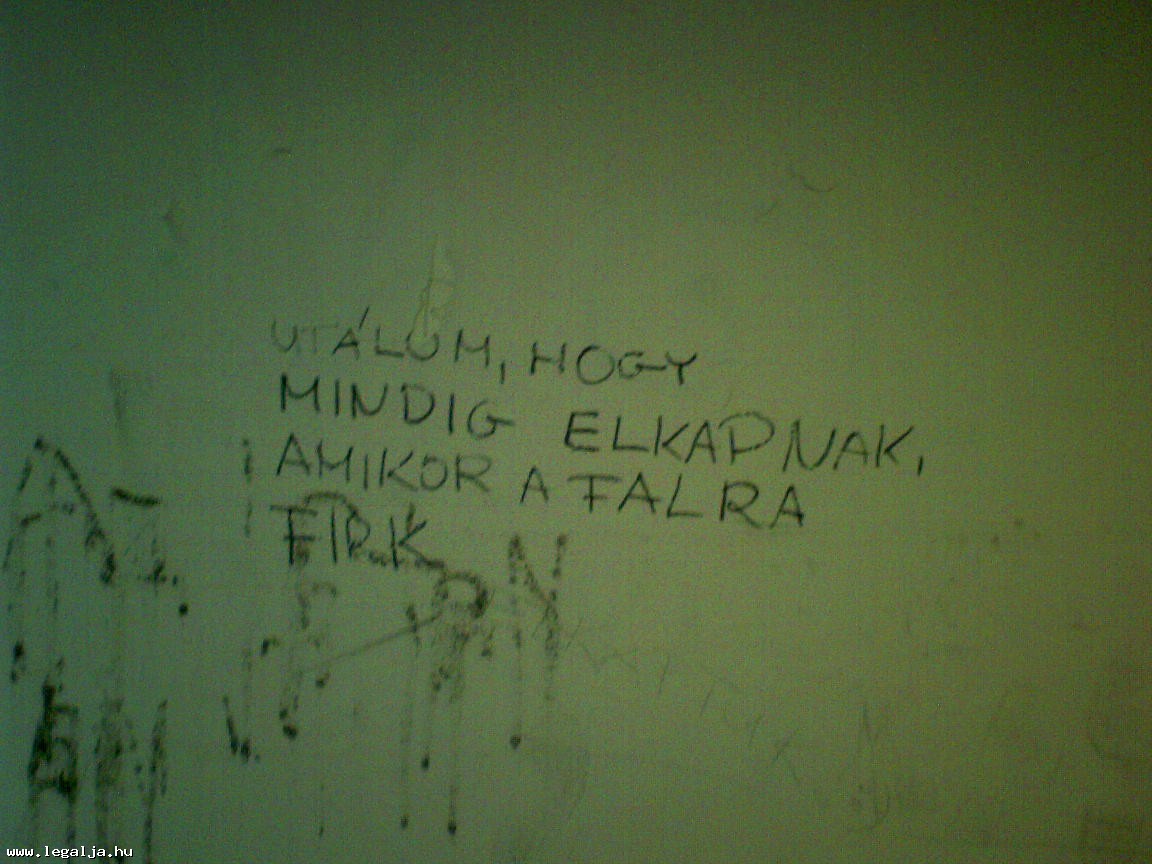 UTÁLOM, HOGY
MINDIG ELKAPNAK,
AMIKOR A FALRA
FIRK
www.legalja.hu